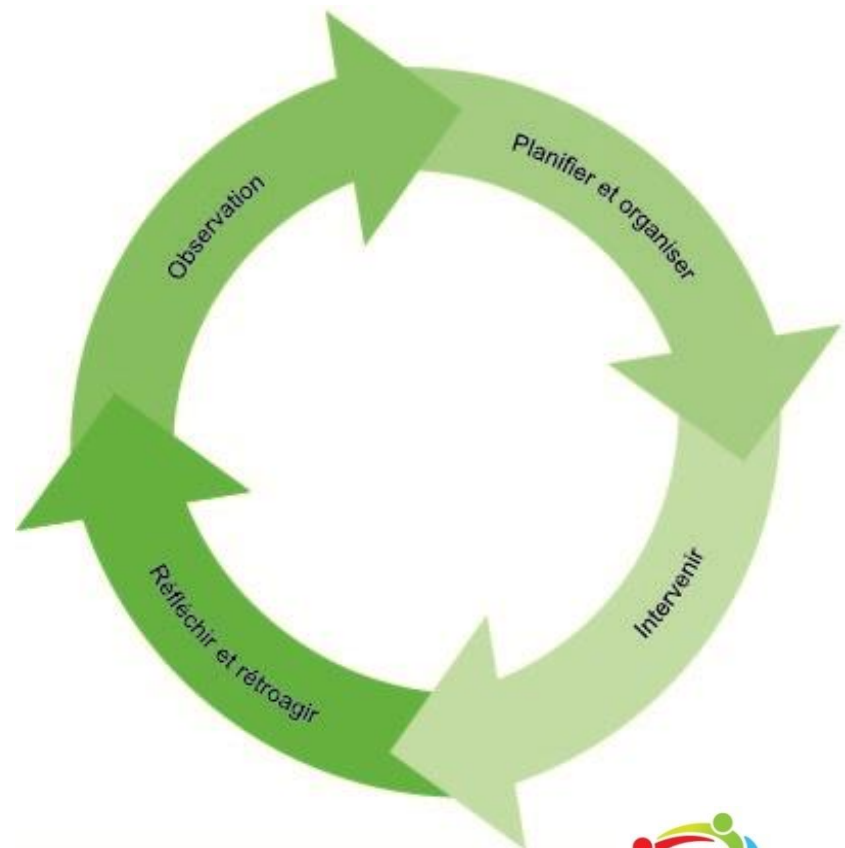 Observation
Planifier et organiser
Intervenir
Réfléchir et rétroagir